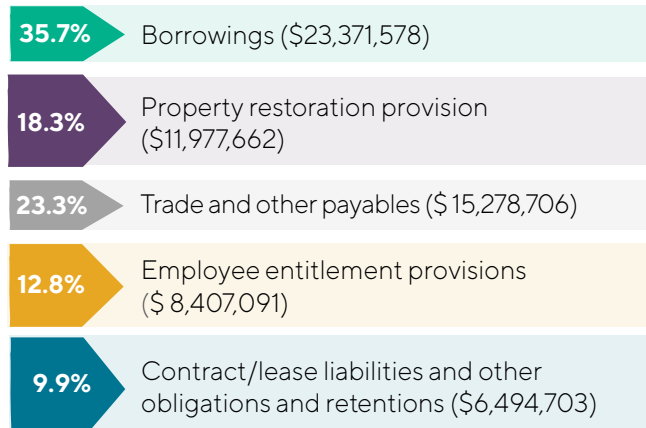 35.7% Borrowings ($23,371,578)
18.3% Property restoration provision
($11,977,662)
23.3% Trade and other payables ($ 15,278,706)
12.8% Employee entitlement provisions
($ 8,407,091)
9.9% Contract/lease liabilities and other
obligations and retentions ($6,494,703)